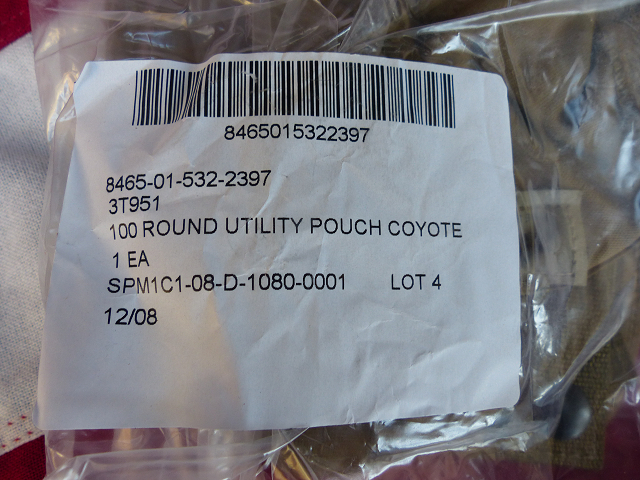 8465015322397
8465-01-532-2397
3T951
100 ROUND UTILITY POUCH COYOTE
1 EA
SPM1C1-08-D-1080-0001 LOT 4
12/08